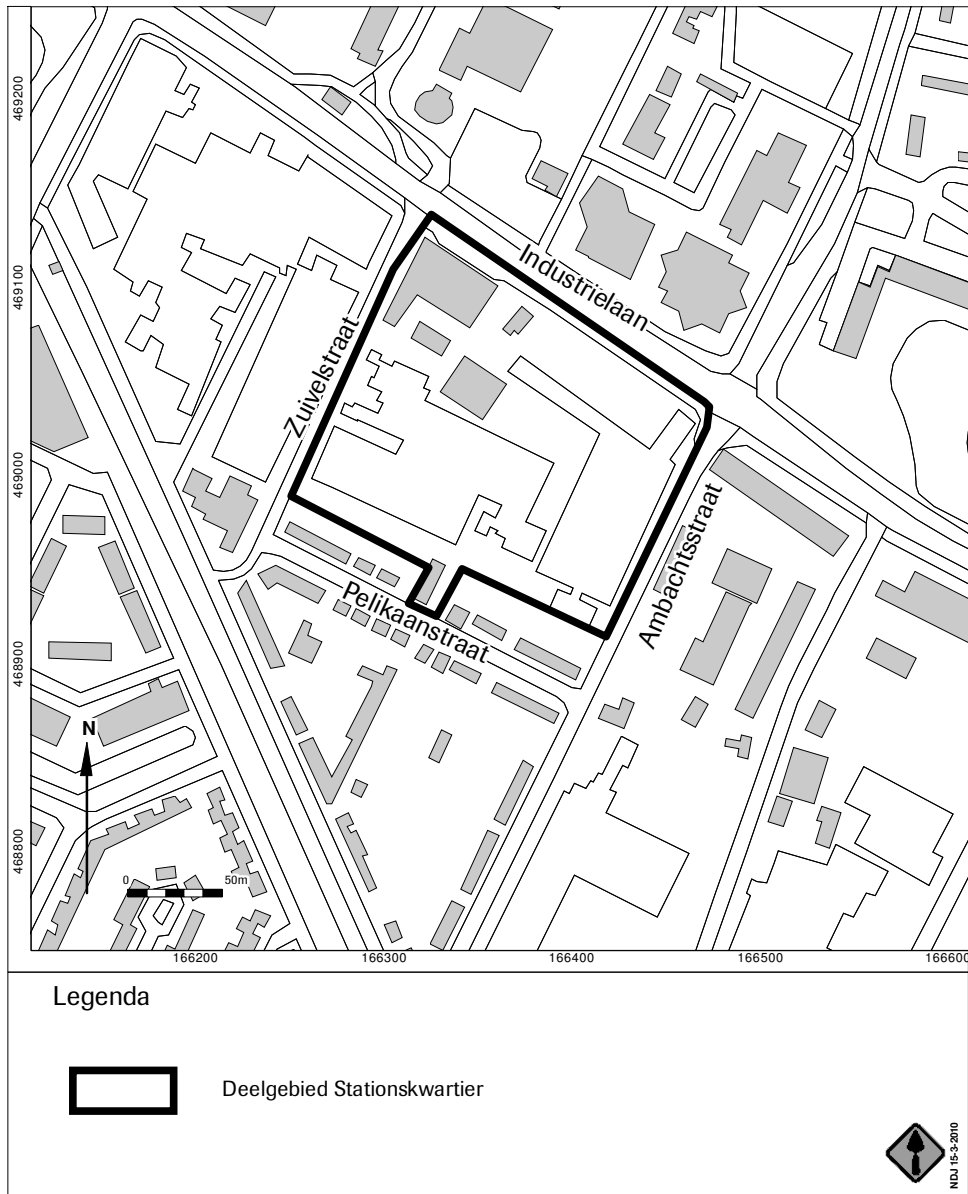 469200
469100
469000
468900
468800
Industrielaan
Zuivelstraat
Ambachtsstraat
Pelikaanstraat
N
0 50m
166200 166300 166400 166500 166600
Legenda
Deelgebied Stationskwartier
NDJ 15-3-2010